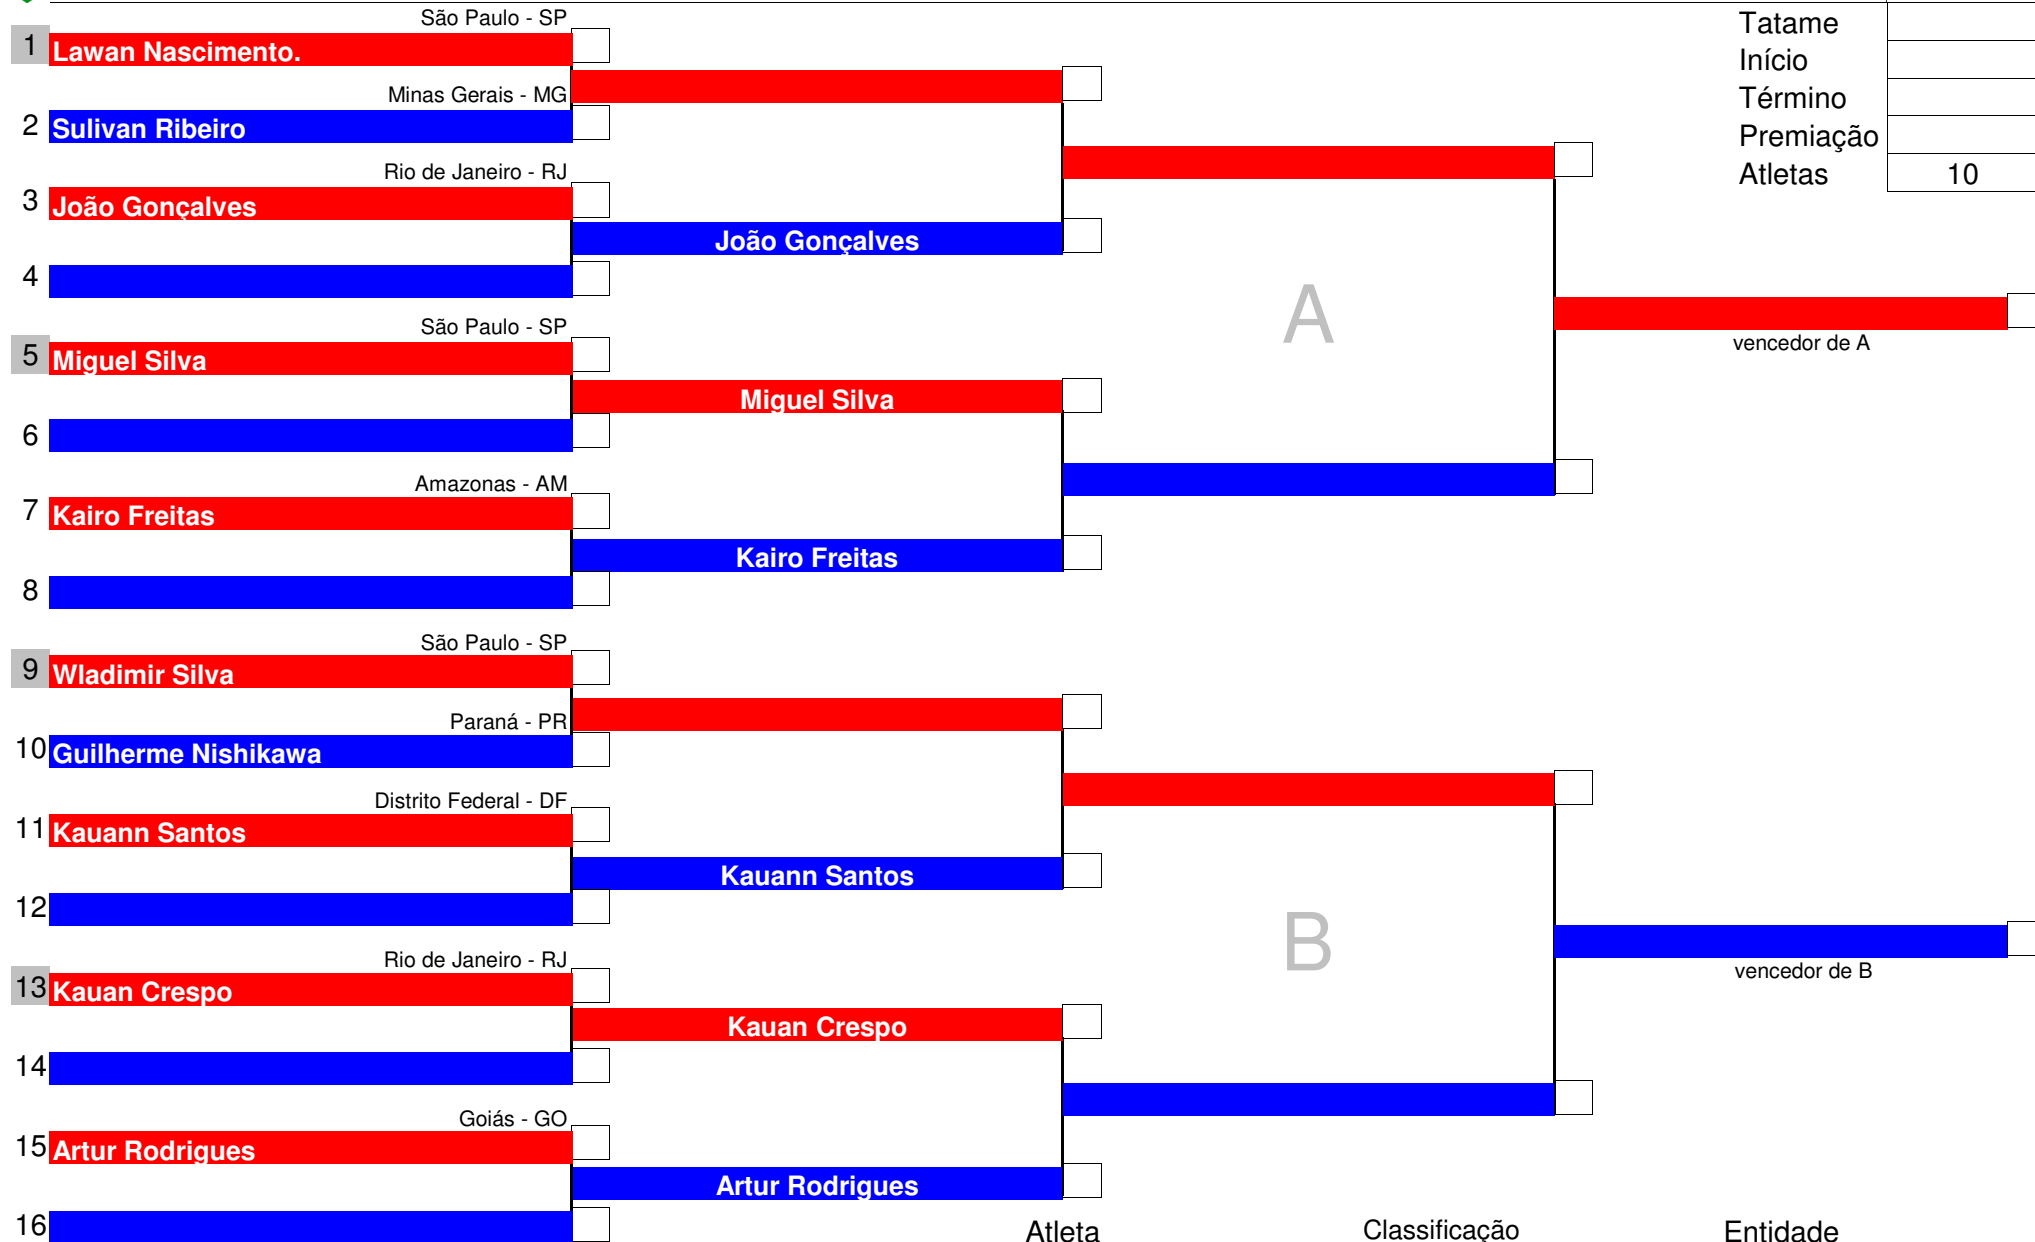 São Paulo - SP
1 Lawan Nascimento.
Minas Gerais - MG
2 Sulivan Ribeiro
Rio de Janeiro - RJ
3 João Gonçalves
João Gonçalves
4
São Paulo - SP
5 Miguel Silva
Miguel Silva
6
Amazonas - AM
7 Kairo Freitas
Kairo Freitas
8
São Paulo - SP
9 Wladimir Silva
Paraná - PR
10 Guilherme Nishikawa
Distrito Federal - DF
11 Kauann Santos
Kauann Santos
12
Rio de Janeiro - RJ
13 Kauan Crespo
Kauan Crespo
14
Goiás - GO
15 Artur Rodrigues
Artur Rodrigues
16
A
B
vencedor de A
vencedor de B
Tatame
Início
Término
Premiação
Atletas 10
Atleta Classificação Entidade